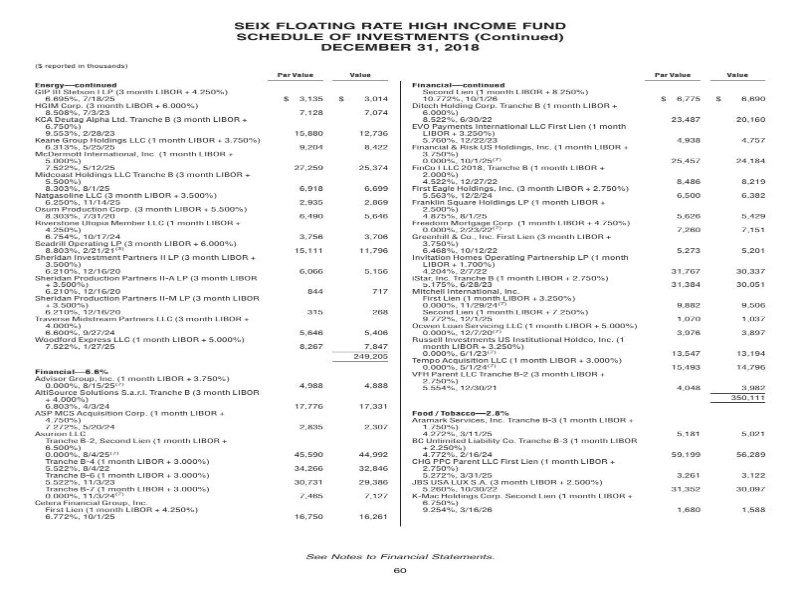 SEIX FLOATING RATE HIGH INCOME FUND
SCHEDULE OF INVESTMENTS (Continued)
DECEMBER 31, 2018
($ reported in thousands)
Par Value Value
Energy—continued
GIP III Stetson I LP (3 month LIBOR + 4.250%)
6.695%, 7/18/25 $ 3,135 $ 3,014
HGIM Corp. (3 month LIBOR + 6.000%)
8.508%, 7/3/23 7,128 7,074
KCA Deutag Alpha Ltd. Tranche B (3 month LIBOR +
6.750%)
9.553%, 2/28/23 15,880 12,736
Keane Group Holdings LLC (1 month LIBOR + 3.750%)
6.313%, 5/25/25 9,204 8,422
McDermott International, Inc. (1 month LIBOR +
5.000%)
7.522%, 5/12/25 27,259 25,374
Midcoast Holdings LLC Tranche B (3 month LIBOR +
5.500%)
8.303%, 8/1/25 6,918 6,699
Natgasoline LLC (3 month LIBOR + 3.500%)
6.250%, 11/14/25 2,935 2,869
Osum Production Corp. (3 month LIBOR + 5.500%)
8.303%, 7/31/20 6,490 5,646
Riverstone Utopia Member LLC (1 month LIBOR +
4.250%)
6.754%, 10/17/24 3,756 3,706
Seadrill Operating LP (3 month LIBOR + 6.000%)
8.803%, 2/21/21(3) 15,111 11,796
Sheridan Investment Partners II LP (3 month LIBOR +
3.500%)
6.210%, 12/16/20 6,066 5,156
Sheridan Production Partners II-A LP (3 month LIBOR
+ 3.500%)
6.210%, 12/16/20 844 717
Sheridan Production Partners II-M LP (3 month LIBOR
+ 3.500%)
6.210%, 12/16/20 315 268
Traverse Midstream Partners LLC (3 month LIBOR +
4.000%)
6.600%, 9/27/24 5,646 5,406
Woodford Express LLC (1 month LIBOR + 5.000%)
7.522%, 1/27/25 8,267 7,847
249,205
Financial—6.6%
Advisor Group, Inc. (1 month LIBOR + 3.750%)
0.000%, 8/15/25(7) 4,988 4,888
AltiSource Solutions S.a.r.l. Tranche B (3 month LIBOR
+ 4.000%)
6.803%, 4/3/24 17,776 17,331
ASP MCS Acquisition Corp. (1 month LIBOR +
4.750%)
7.272%, 5/20/24 2,835 2,307
Asurion LLC
Tranche B-2, Second Lien (1 month LIBOR +
6.500%)
0.000%, 8/4/25(7) 45,590 44,992
Tranche B-4 (1 month LIBOR + 3.000%)
5.522%, 8/4/22 34,266 32,846
Tranche B-6 (1 month LIBOR + 3.000%)
5.522%, 11/3/23 30,731 29,386
Tranche B-7 (1 month LIBOR + 3.000%)
0.000%, 11/3/24(7) 7,465 7,127
Cetera Financial Group, Inc.
First Lien (1 month LIBOR + 4.250%)
6.772%, 10/1/25 16,750 16,261
Par Value Value
Financial—continued
Second Lien (1 month LIBOR + 8.250%)
10.772%, 10/1/26 $ 6,775 $ 6,690
Ditech Holding Corp. Tranche B (1 month LIBOR +
6.000%)
8.522%, 6/30/22 23,487 20,160
EVO Payments International LLC First Lien (1 month
LIBOR + 3.250%)
5.760%, 12/22/23 4,938 4,757
Financial & Risk US Holdings, Inc. (1 month LIBOR +
3.750%)
0.000%, 10/1/25(7) 25,457 24,184
FinCo I LLC 2018, Tranche B (1 month LIBOR +
2.000%)
4.522%, 12/27/22 8,486 8,219
First Eagle Holdings, Inc. (3 month LIBOR + 2.750%)
5.563%, 12/2/24 6,500 6,382
Franklin Square Holdings LP (1 month LIBOR +
2.500%)
4.875%, 8/1/25 5,626 5,429
Freedom Mortgage Corp. (1 month LIBOR + 4.750%)
0.000%, 2/23/22(7) 7,260 7,151
Greenhill & Co., Inc. First Lien (3 month LIBOR +
3.750%)
6.468%, 10/12/22 5,273 5,201
Invitation Homes Operating Partnership LP (1 month
LIBOR + 1.700%)
4.204%, 2/7/22 31,767 30,337
iStar, Inc. Tranche B (1 month LIBOR + 2.750%)
5.175%, 6/28/23 31,384 30,051
Mitchell International, Inc.
First Lien (1 month LIBOR + 3.250%)
0.000%, 11/29/24(7) 9,882 9,506
Second Lien (1 month LIBOR + 7.250%)
9.772%, 12/1/25 1,070 1,037
Ocwen Loan Servicing LLC (1 month LIBOR + 5.000%)
0.000%, 12/7/20(7) 3,976 3,897
Russell Investments US Institutional Holdco, Inc. (1
month LIBOR + 3.250%)
0.000%, 6/1/23(7) 13,547 13,194
Tempo Acquisition LLC (1 month LIBOR + 3.000%)
0.000%, 5/1/24(7) 15,493 14,796
VFH Parent LLC Tranche B-2 (3 month LIBOR +
2.750%)
5.554%, 12/30/21 4,048 3,982
350,111
Food / Tobacco—2.8%
Aramark Services, Inc. Tranche B-3 (1 month LIBOR +
1.750%)
4.272%, 3/11/25 5,181 5,021
BC Unlimited Liability Co. Tranche B-3 (1 month LIBOR
+ 2.250%)
4.772%, 2/16/24 59,199 56,289
CHG PPC Parent LLC First Lien (1 month LIBOR +
2.750%)
5.272%, 3/31/25 3,261 3,122
JBS USA LUX S.A. (3 month LIBOR + 2.500%)
5.260%, 10/30/22 31,352 30,097
K-Mac Holdings Corp. Second Lien (1 month LIBOR +
6.750%)
9.254%, 3/16/26 1,680 1,588
See Notes to Financial Statements.
60